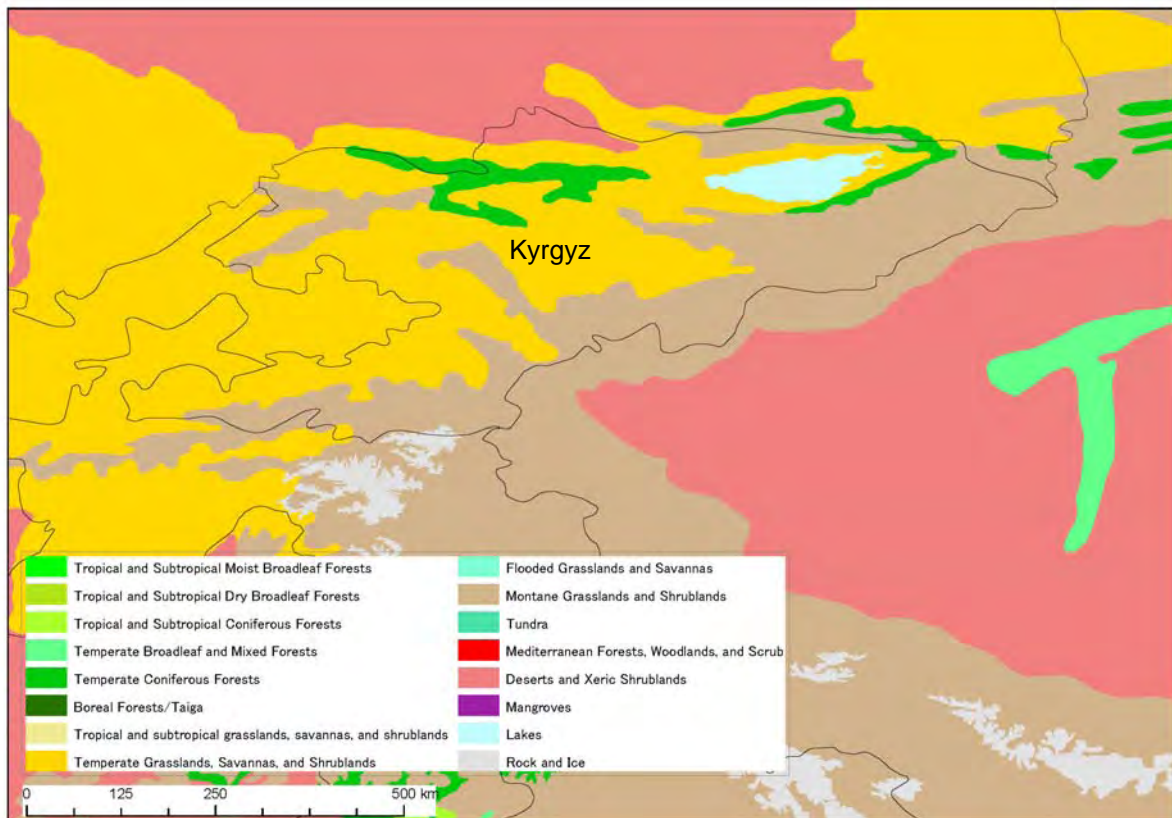 Kyrgyz
Tropical and Subtropical Moist Broadleaf Forests
Tropical and Subtropical Dry Broadleaf Forests
Tropical and Subtropical Coniferous Forests
Temperate Broadleaf and Mixed Forests
Temperate Coniferous Forests
Boreal Forests/Taiga
Tropical and subtropical grasslands, savannas, and shrublands
Temperate Grasslands, Savannas, and Shrublands
Flooded Grasslands and Savannas
Montane Grasslands and Shrublands
Tundra
Mediterranean Forests, Woodlands, and Scrub
Deserts and Xeric Shrublands
Mangroves
Lakes
Rock and Ice
0 125 250 500 km